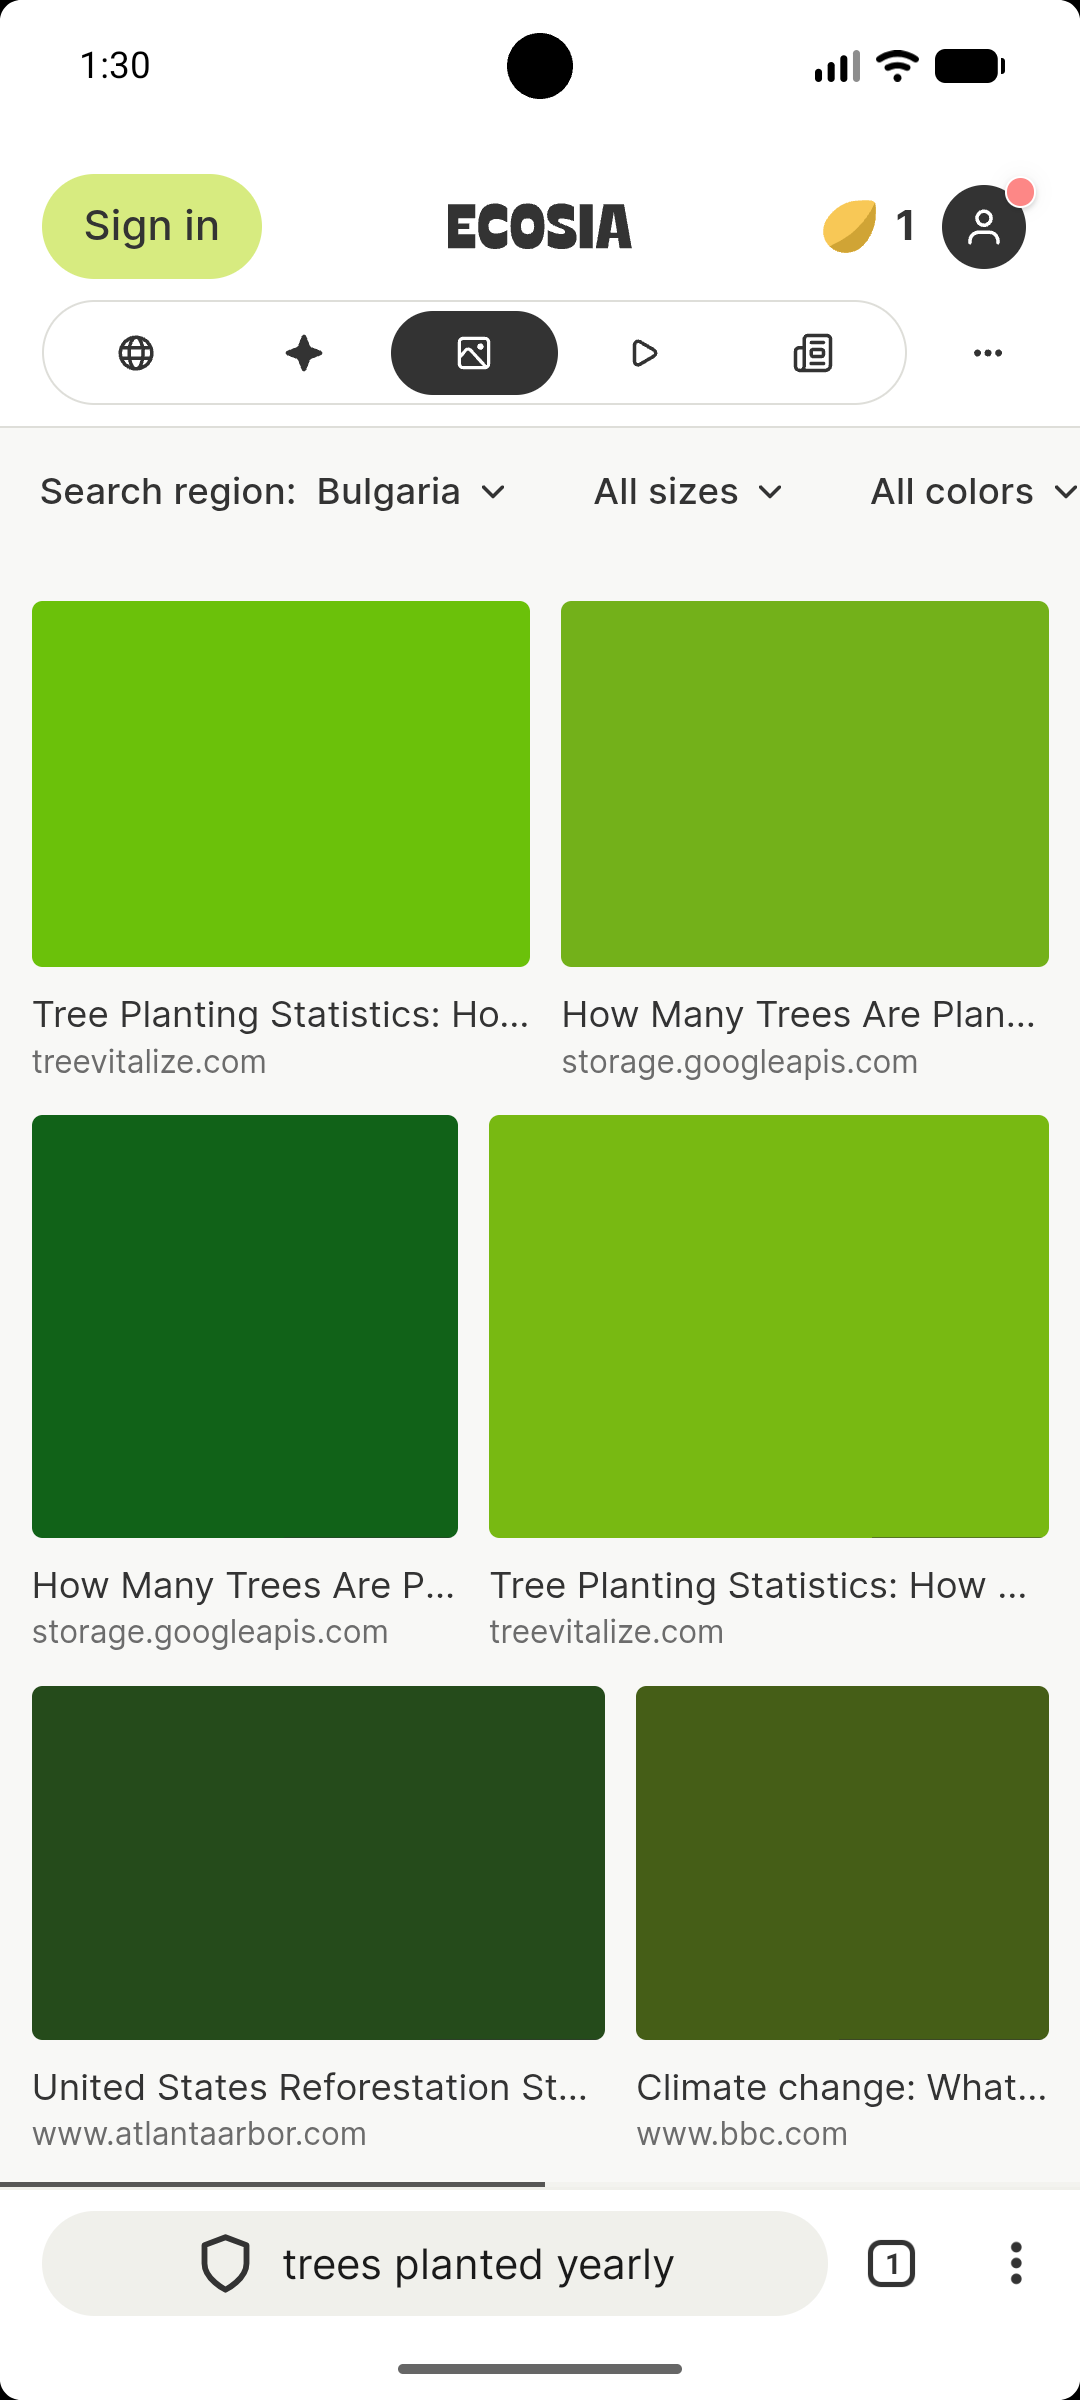 1:30
Sign in
ECOSIA
1
Search region: Bulgaria
All sizes
All colors
Tree Planting Statistics: Ho...
treevitalize.com
How Many Trees Are Plan...
storage.googleapis.com
How Many Trees Are P...
storage.googleapis.com
Tree Planting Statistics: How ...
treevitalize.com
United States Reforestation St...
www.atlantaarbor.com
Climate change: What...
www.bbc.com
trees planted yearly
1